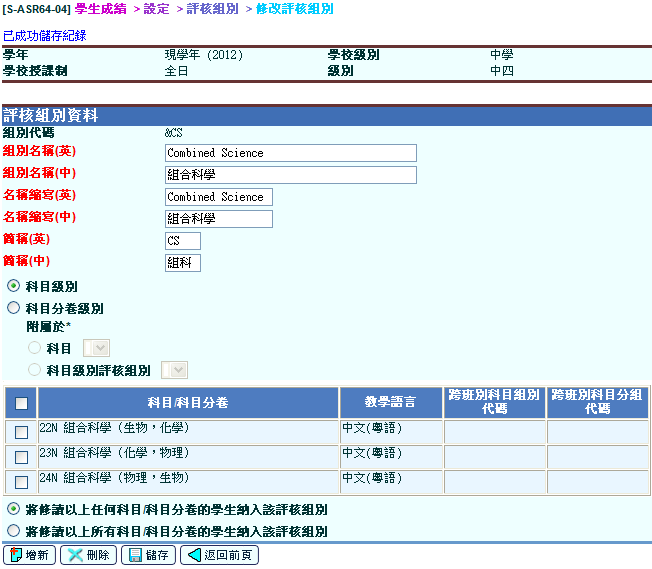 [S-ASR64-04] 學生成績 > 設定 > 評核組別 > 修改評核組別
已成功儲存紀錄
學年 現學年 (2012) 學校級別 中學
學校授課制 全日 級別 中四
評核組別資料
組別代碼 &CS
組別名稱(英) Combined Science
組別名稱(中) 組合科學
名稱縮寫(英) Combined Science
名稱縮寫(中) 組合科學
簡稱(英) CS
簡稱(中) 組科
科目級別
科目分卷級別
附屬於*
科目
科目級別評核組別
科目/科目分卷 教學語言 跨班別科目組別代碼 跨班別科目分組代碼
22N 組合科學 (生物，化學) 中文(粵語)
23N 組合科學 (化學，物理) 中文(粵語)
24N 組合科學 (物理，生物) 中文(粵語)
將修讀以上任何科目/科目分卷的學生納入該評核組別
將修讀以上所有科目/科目分卷的學生納入該評核組別
增新 刪除 儲存 返回前頁